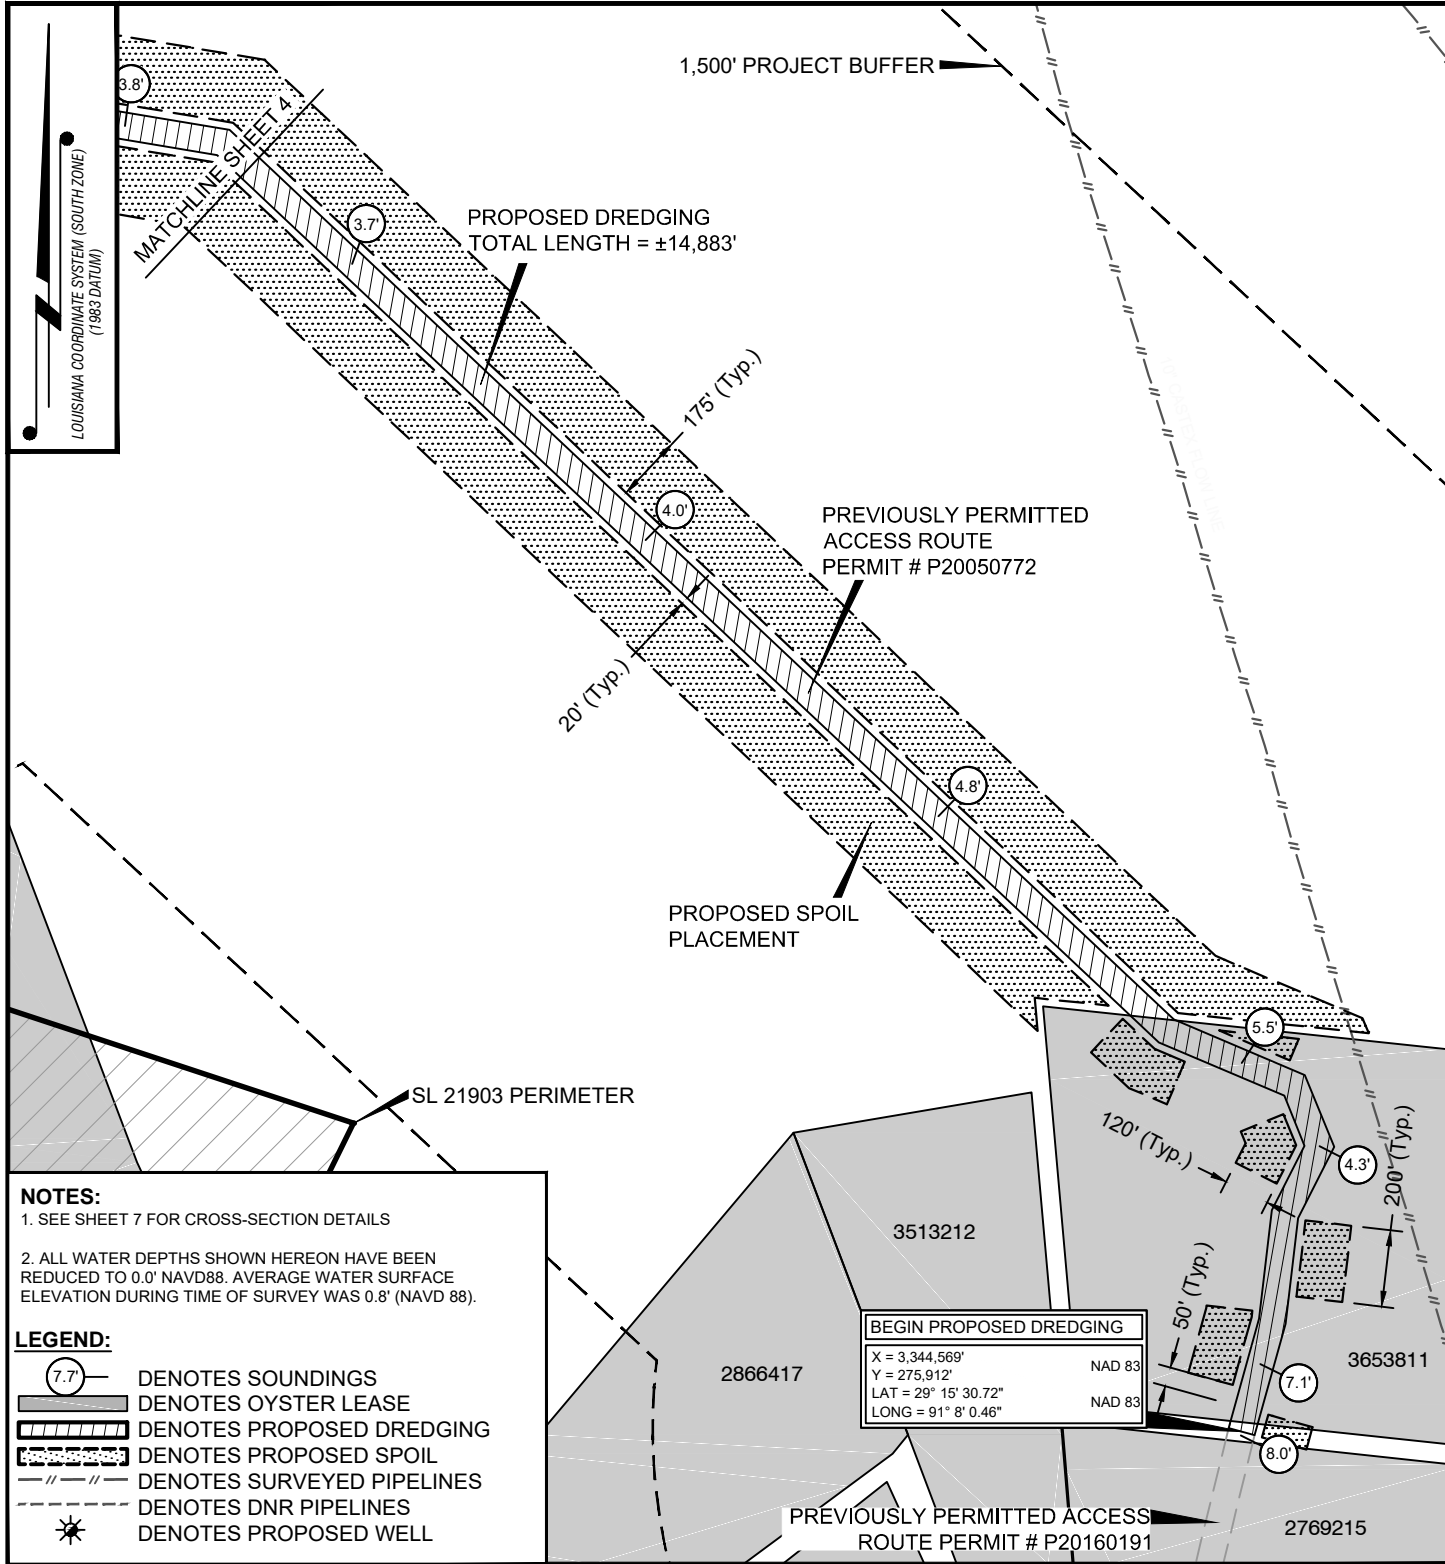 1,500' PROJECT BUFFER
3.8'
MATCHLINE SHEET 4
LOUISIANA COORDINATE SYSTEM (SOUTH ZONE)
(1983 DATUM)
3.7'
PROPOSED DREDGING
TOTAL LENGTH = ±14,883'
175' (Typ.)
4.0'
PREVIOUSLY PERMITTED
ACCESS ROUTE
PERMIT # P20050772
20' (Typ.)
4.8'
PROPOSED SPOIL
PLACEMENT
5.5'
SL 21903 PERIMETER
120' (Typ.)
4.3'
200' (Typ.)
3513212
50' (Typ.)
2866417
3653811
7.1'
8.0'
BEGIN PROPOSED DREDGING
X = 3,344,569'
Y = 275,912' NAD 83
LAT = 29° 15' 30.72"
LONG = 91° 8' 0.46" NAD 83
PREVIOUSLY PERMITTED ACCESS
ROUTE PERMIT # P20160191
2769215
NOTES:
1. SEE SHEET 7 FOR CROSS-SECTION DETAILS
2. ALL WATER DEPTHS SHOWN HEREON HAVE BEEN
REDUCED TO 0.0' NAVD88. AVERAGE WATER SURFACE
ELEVATION DURING TIME OF SURVEY WAS 0.8' (NAVD 88).
LEGEND:
7.7' DENOTES SOUNDINGS
DENOTES OYSTER LEASE
DENOTES PROPOSED DREDGING
DENOTES PROPOSED SPOIL
DENOTES SURVEYED PIPELINES
DENOTES DNR PIPELINES
DENOTES PROPOSED WELL